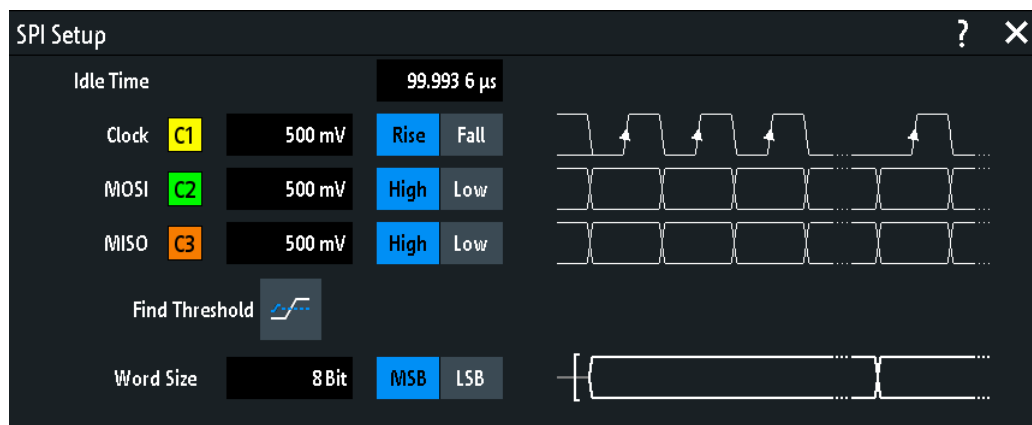 SPI Setup ? ✕
Idle Time 99.993 6 µs
Clock C1 500 mV Rise Fall
MOSI C2 500 mV High Low
MISO C3 500 mV High Low
Find Threshold
Word Size 8 Bit MSB LSB